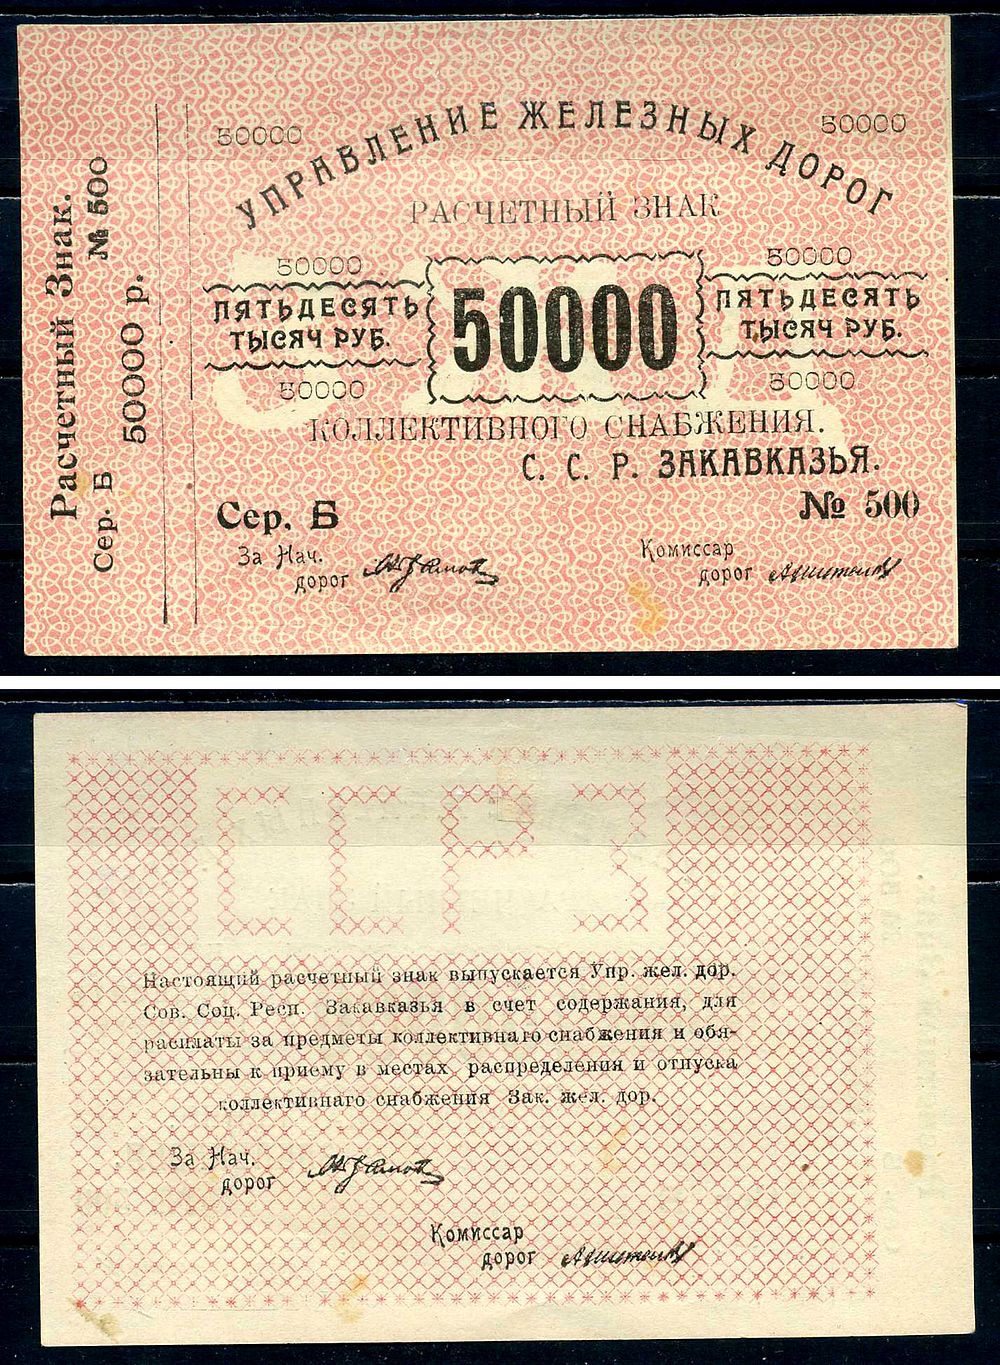 Расчетный Знак.
Сер. Б № 500
50000 р.
50000 50000
УПРАВЛЕНИЕ ЖЕЛЕЗНЫХ ДОРОГ
РАСЧЕТНЫЙ ЗНАК
50000 50000
ПЯТЬДЕСЯТЬ 50000 ПЯТЬДЕСЯТЬ
ТЫСЯЧ РУБ. ТЫСЯЧ РУБ.
50000 50000
КОЛЛЕКТИВНОГО СНАБЖЕНИЯ.
С. С. Р. ЗАКАВКАЗЬЯ.
Сер. Б № 500
За Нач. Комиссар
дорог дорог
ССРЗ
Настоящий расчетный знак выпускается Упр. жел. дор.
Сов. Соц. Респ. Закавказья в счет содержания, для
расплаты за предметы коллективнаго снабжения и обя-
зательны к приему в местах распределения и отпуска
коллективнаго снабжения Зак. жел. дор.
За Нач.
дорог
Комиссар
дорог